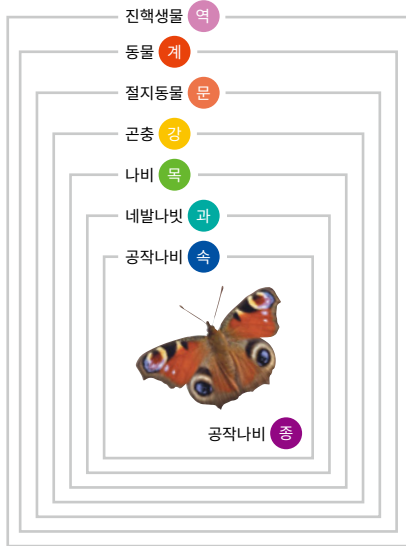 진핵생물 역
동물 계
절지동물 문
곤충 강
나비 목
네발나빗 과
공작나비 속
공작나비 종